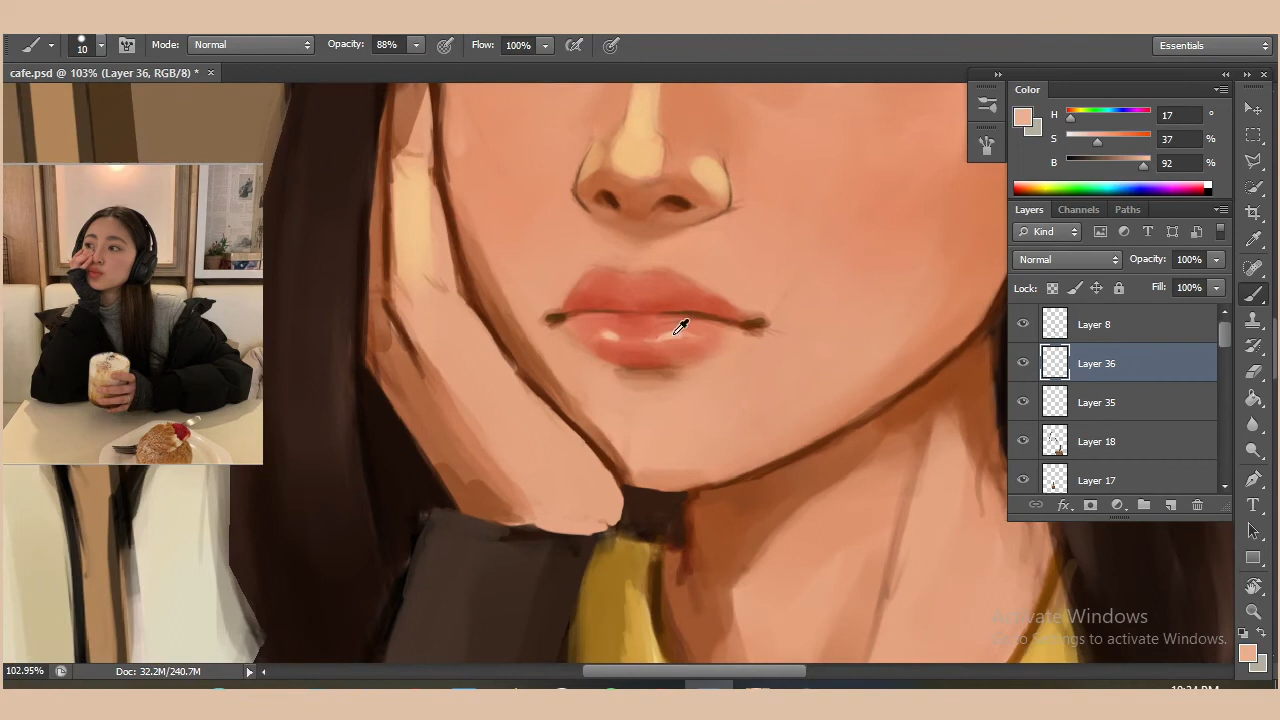 10
Mode: Normal
Opacity: 88%
Flow: 100%
Essentials
cafe.psd @ 103% (Layer 36, RGB/8) * ×
Color
H 17 °
S 37 %
B 92 %
Layers Channels Paths
Kind
Normal Opacity: 100%
Lock: Fill: 100%
Layer 8
Layer 36
Layer 35
Layer 18
Layer 17
fx
Activate Windows
Go to Settings to activate Windows.
102.95% Doc: 32.2M/240.7M